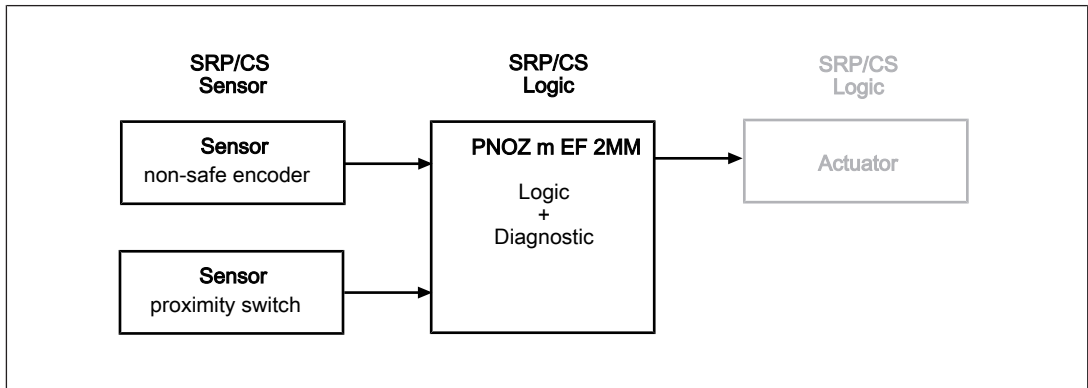 SRP/CS
Sensor
SRP/CS
Logic
SRP/CS
Logic
Sensor
non-safe encoder
PNOZ m EF 2MM
Logic
+
Diagnostic
Actuator
Sensor
proximity switch